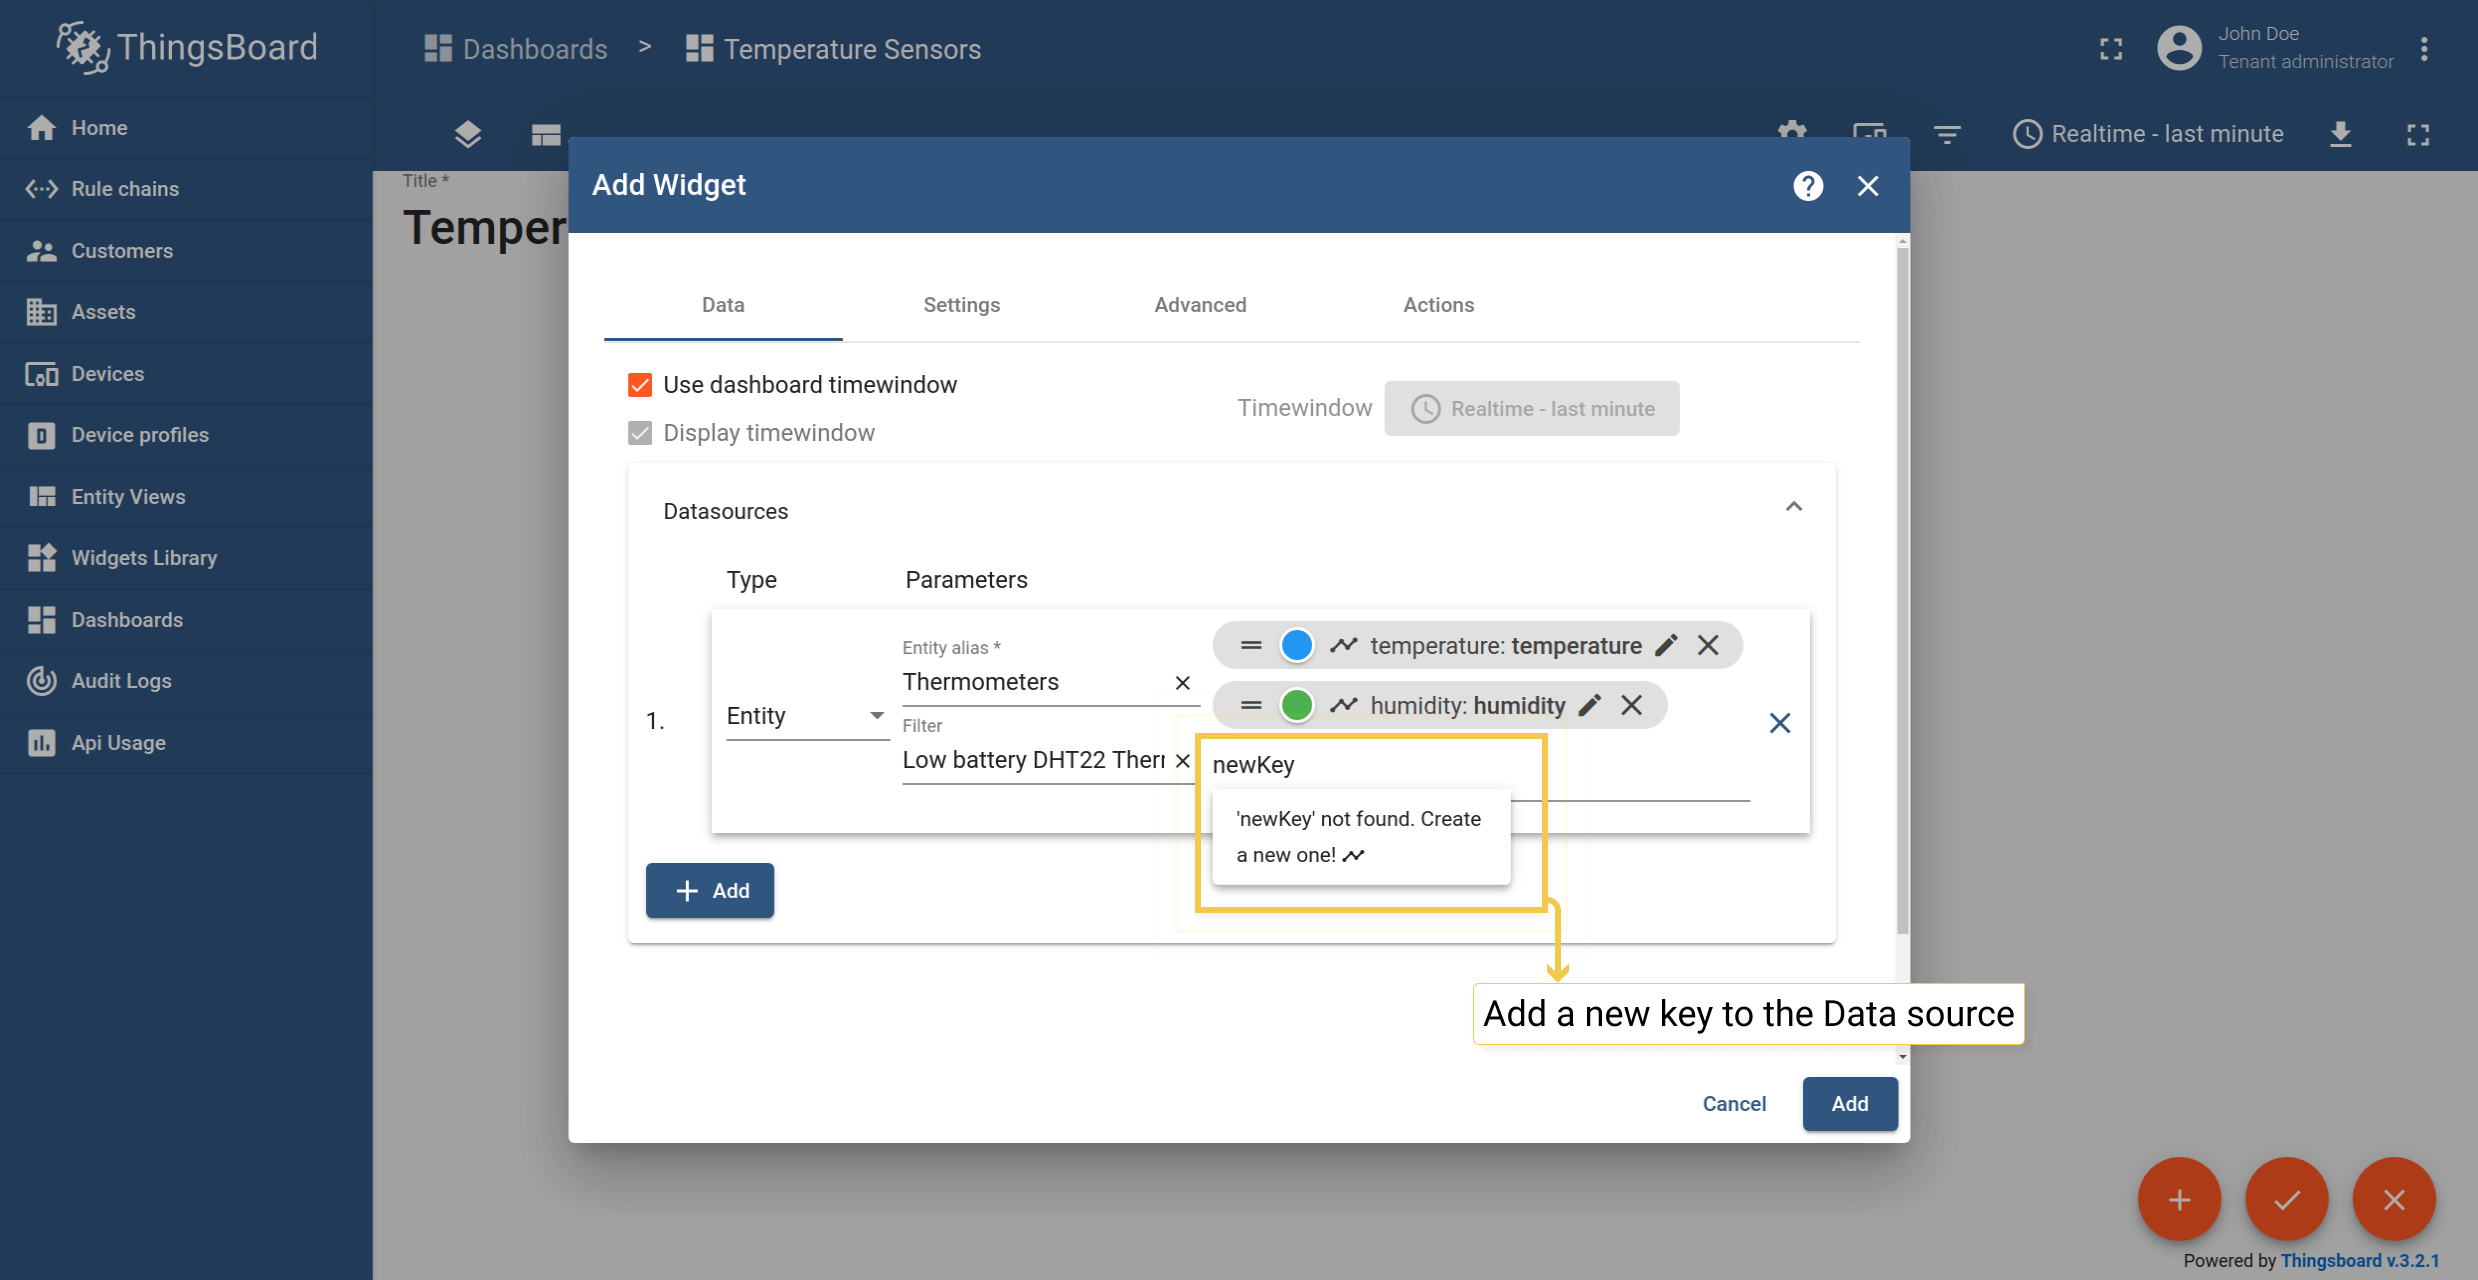 ThingsBoard
Dashboards > Temperature Sensors
John Doe
Tenant administrator
Home
Rule chains
Customers
Assets
Devices
Device profiles
Entity Views
Widgets Library
Dashboards
Audit Logs
Api Usage
Realtime - last minute
Title *
Temper
Add Widget
Data Settings Advanced Actions
Use dashboard timewindow
Display timewindow
Timewindow Realtime - last minute
Datasources
Type Parameters
1.
Entity
Entity alias *
Thermometers
Filter
Low battery DHT22 Ther
temperature: temperature
humidity: humidity
newKey
'newKey' not found. Create
a new one!
Add
Add a new key to the Data source
Cancel Add
Powered by Thingsboard v.3.2.1